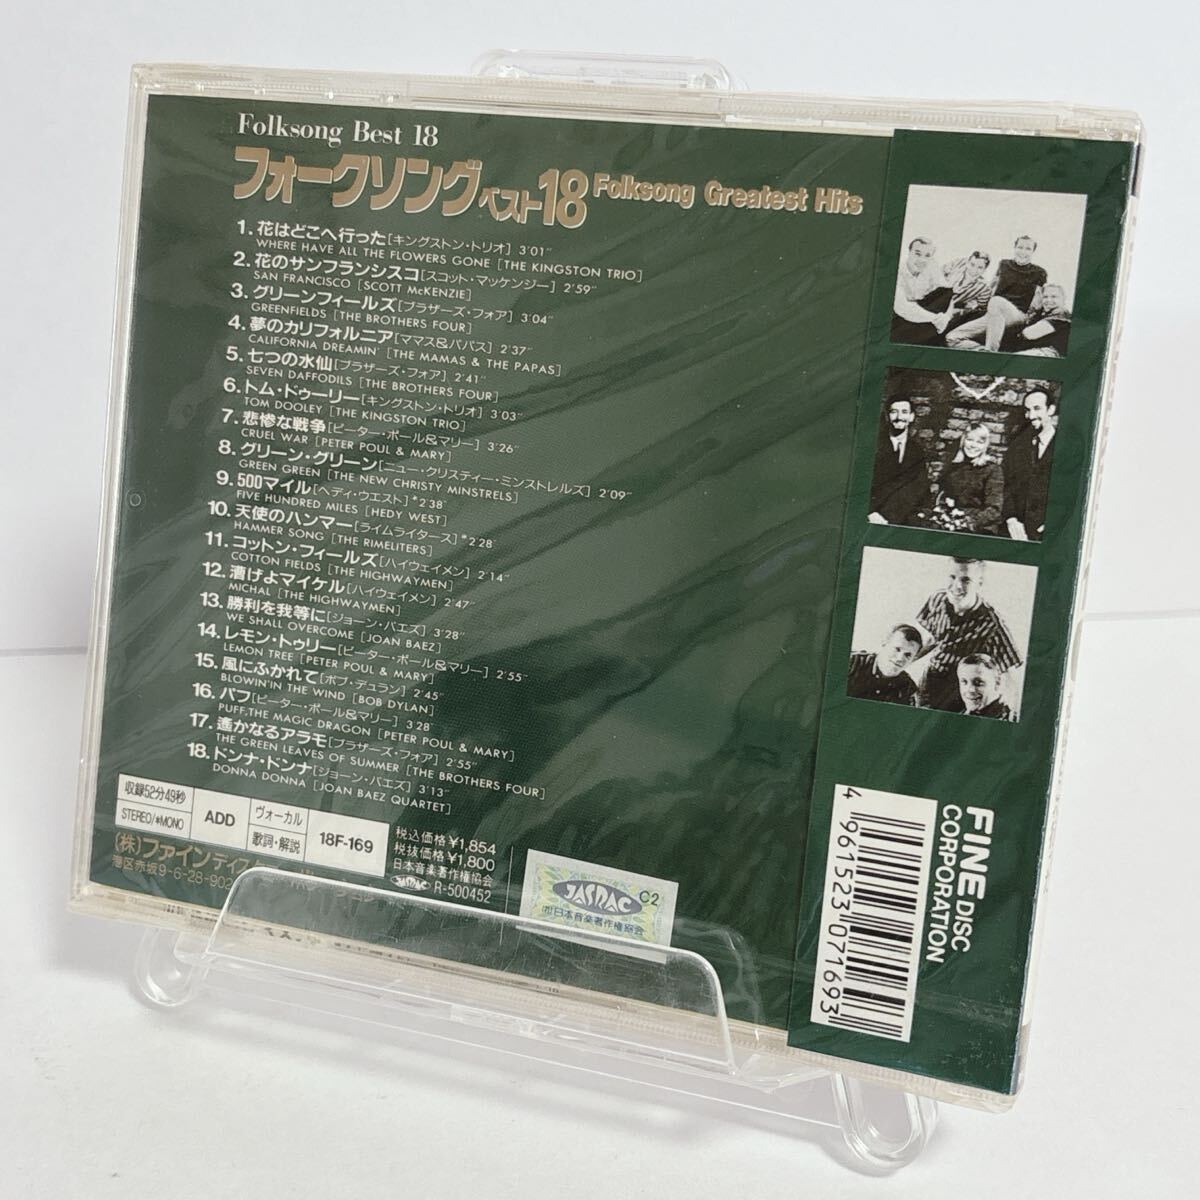 Folksong Best 18
フォークソングベスト18 Folksong Greatest Hits
1. 花はどこへ行った[キングストン・トリオ] 3'01"
WHERE HAVE ALL THE FLOWERS GONE [THE KINGSTON TRIO]
2. 花のサンフランシスコ[スコット・マッケンジー] 2'59"
SAN FRANCISCO [SCOTT McKENZIE]
3. グリーンフィールズ[ブラザーズ・フォア] 3'04"
GREENFIELDS [THE BROTHERS FOUR]
4. 夢のカリフォルニア[ママス&パパス] 2'37"
CALIFORNIA DREAMIN' [THE MAMAS & THE PAPAS]
5. 七つの水仙[ブラザーズ・フォア] 2'41"
SEVEN DAFFODILS [THE BROTHERS FOUR]
6. トム・ドゥーリー[キングストン・トリオ] 3'03"
TOM DOOLEY [THE KINGSTON TRIO]
7. 悲惨な戦争[ピーター・ポール&マリー] 3'26"
CRUEL WAR [PETER POUL & MARY]
8. グリーン・グリーン[ニュー・クリスティー・ミンストレルズ] 2'09"
GREEN GREEN [THE NEW CHRISTY MINSTRELS]
9. 500マイル[ヘディ・ウエスト] *2'38"
FIVE HUNDRED MILES [HEDY WEST]
10. 天使のハンマー[ライムライタース] *2'28"
HAMMER SONG [THE RIMELITERS]
11. コットン・フィールズ[ハイウェイメン] 2'14"
COTTON FIELDS [THE HIGHWAYMEN]
12. 漕げよマイケル[ハイウェイメン] 2'47"
MICHAL [THE HIGHWAYMEN]
13. 勝利を我等に[ジョーン・バエズ] 3'28"
WE SHALL OVERCOME [JOAN BAEZ]
14. レモン・トゥリー[ピーター・ポール&マリー] 2'55"
LEMON TREE [PETER POUL & MARY]
15. 風にふかれて[ボブ・デュラン] 2'45"
BLOWIN' IN THE WIND [BOB DYLAN]
16. パフ[ピーター・ポール&マリー] 3'28"
PUFF, THE MAGIC DRAGON [PETER POUL & MARY]
17. 遙かなるアラモ[ブラザーズ・フォア] 2'55"
THE GREEN LEAVES OF SUMMER [THE BROTHERS FOUR]
18. ドンナ・ドンナ[ジョーン・バエズ] 3'13"
DONNA DONNA [JOAN BAEZ QUARTET]
収録52分49秒
STEREO/*MONO
ADD
ヴォーカル
歌詞・解説
18F-169
税込価格¥1,854
税抜価格¥1,800
日本音楽著作権協会
JASRAC R-500452
(株)ファインディスク
港区赤坂9-6-28-902
JASRAC C2
(社)日本音楽著作権協会
FINE DISC
CORPORATION
4 961523 071693